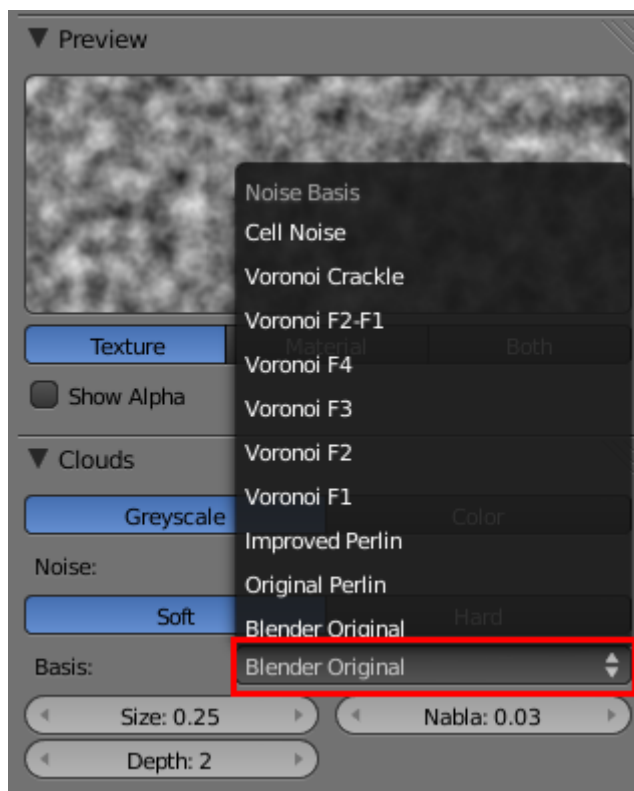 Preview
Noise Basis
Cell Noise
Voronoi Crackle
Voronoi F2-F1
Texture Material Both
Voronoi F4
Show Alpha
Voronoi F3
Voronoi F2
Clouds
Voronoi F1
Greyscale Color
Improved Perlin
Noise:
Original Perlin
Soft Hard
Blender Original
Basis: Blender Original
Size: 0.25 Nabla: 0.03
Depth: 2